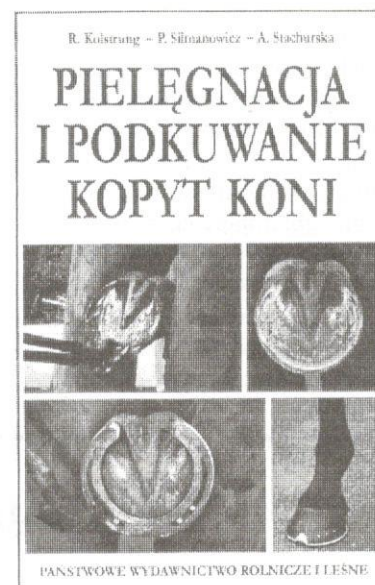 R. Kolstrung – P. Silmanowicz – A. Stachurska
PIELĘGNACJA
I PODKUWANIE
KOPYT KONI
PAŃSTWOWE WYDAWNICTWO ROLNICZE I LEŚNE